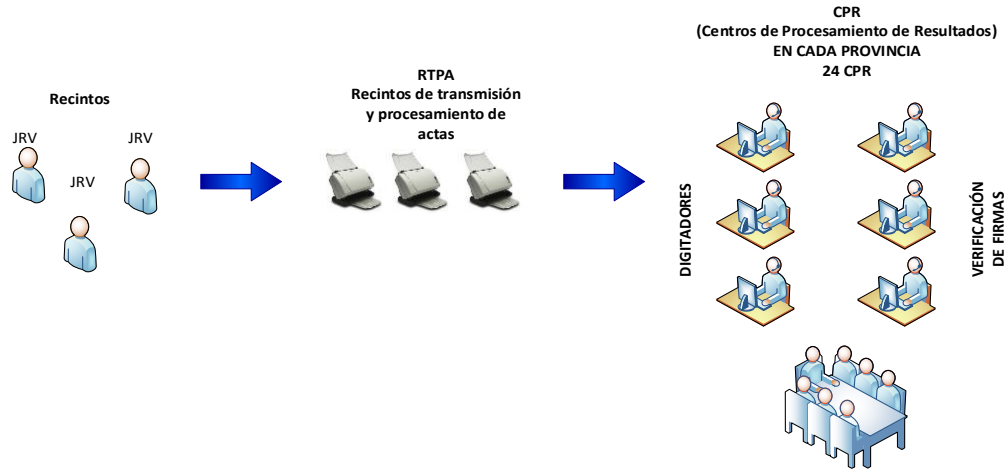 Recintos
JRV
JRV
JRV
RTPA
Recintos de transmisión
y procesamiento de
actas
CPR
(Centros de Procesamiento de Resultados)
EN CADA PROVINCIA
24 CPR
DIGITADORES
VERIFICACIÓN
DE FIRMAS